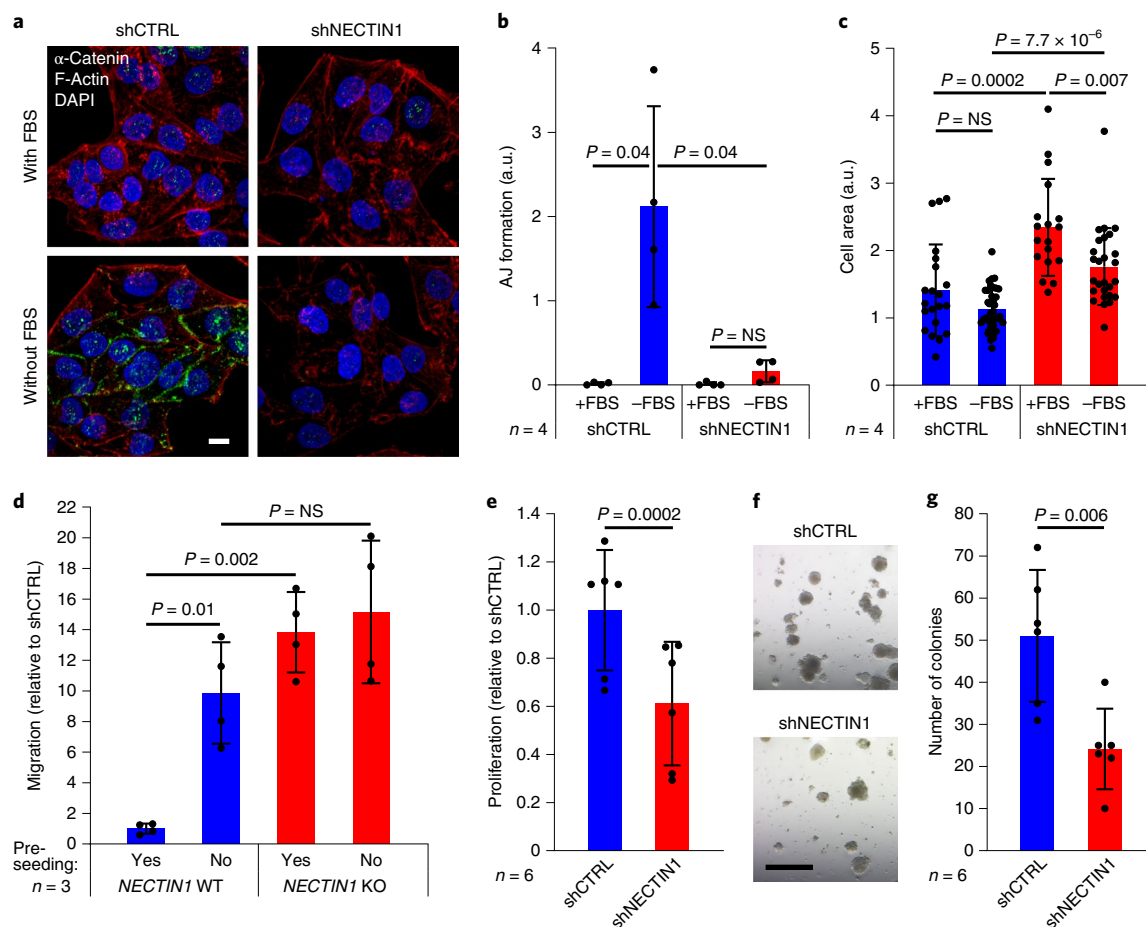 a
shCTRL
shNECTIN1
α-Catenin
F-Actin
DAPI
With FBS
Without FBS
b
AJ formation (a.u.)
4
3
2
1
0
P = 0.04
P = 0.04
P = NS
+FBS –FBS +FBS –FBS
n = 4
shCTRL
shNECTIN1
c
Cell area (a.u.)
5
4
3
2
1
0
P = 7.7 × 10⁻⁶
P = 0.0002
P = 0.007
P = NS
+FBS –FBS +FBS –FBS
n = 4
shCTRL
shNECTIN1
d
Migration (relative to shCTRL)
22
20
18
16
14
12
10
8
6
4
2
0
P = NS
P = 0.002
P = 0.01
Pre-
seeding:
Yes No Yes No
n = 3
NECTIN1 WT
NECTIN1 KO
e
Proliferation (relative to shCTRL)
1.4
1.2
1.0
0.8
0.6
0.4
0.2
0
P = 0.0002
n = 6
shCTRL
shNECTIN1
f
shCTRL
shNECTIN1
g
Number of colonies
80
70
60
50
40
30
20
10
0
P = 0.006
n = 6
shCTRL
shNECTIN1